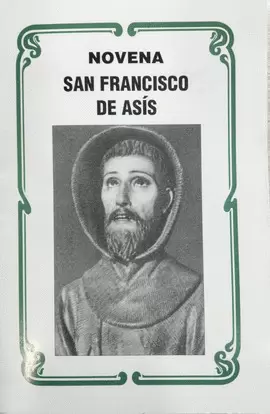 NOVENA
SAN FRANCISCO
DE ASÍS